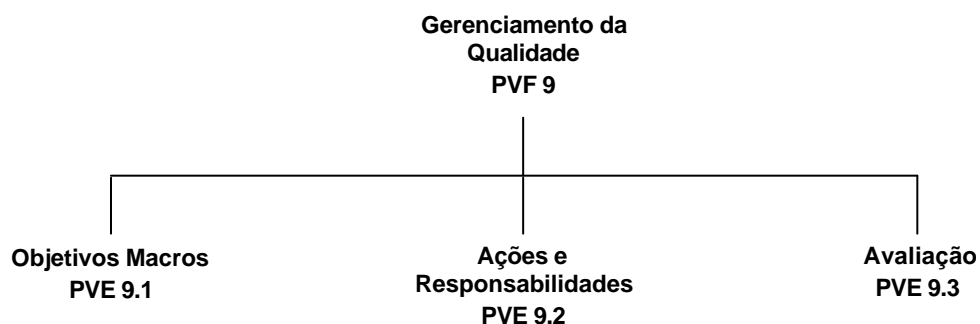 Gerenciamento da
Qualidade
PVF 9
Objetivos Macros
PVE 9.1
Ações e
Responsabilidades
PVE 9.2
Avaliação
PVE 9.3